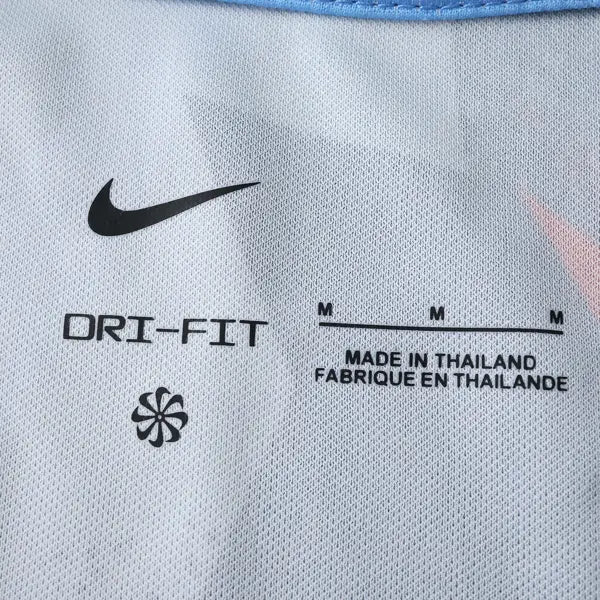 DRI-FIT
M M M
MADE IN THAILAND
FABRIQUE EN THAILANDE